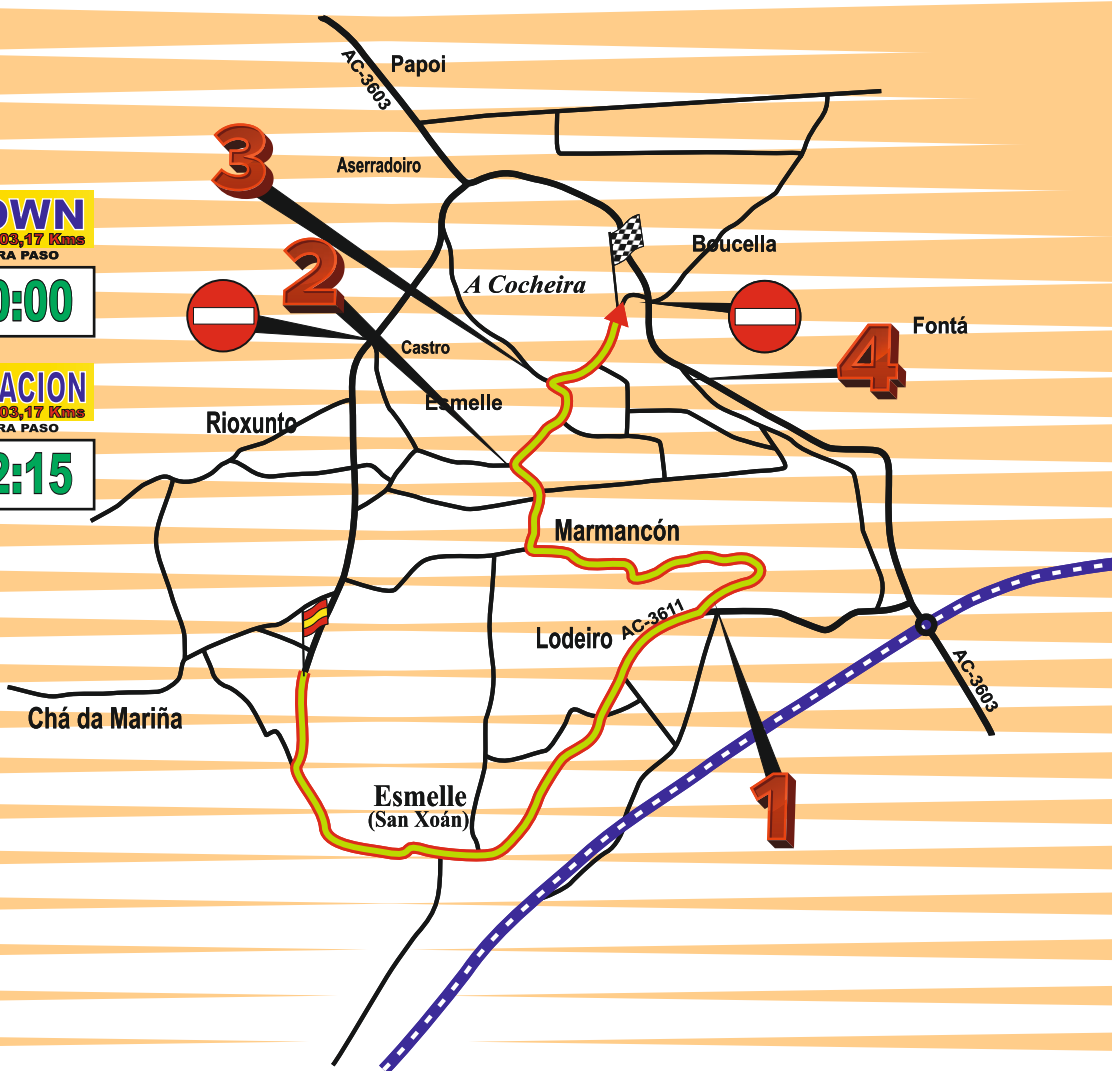 Papoi
AC-3603
3
Aserradoiro
OWN
03,17 Kms
RA PASO
0:00
2
Boucella
A Cocheira
Castro
Fontá
4
ACION
03,17 Kms
RA PASO
2:15
Esmelle
Rioxunto
Marmancón
AC-3611
Lodeiro
AC-3603
Chá da Mariña
Esmelle
(San Xoán)
1